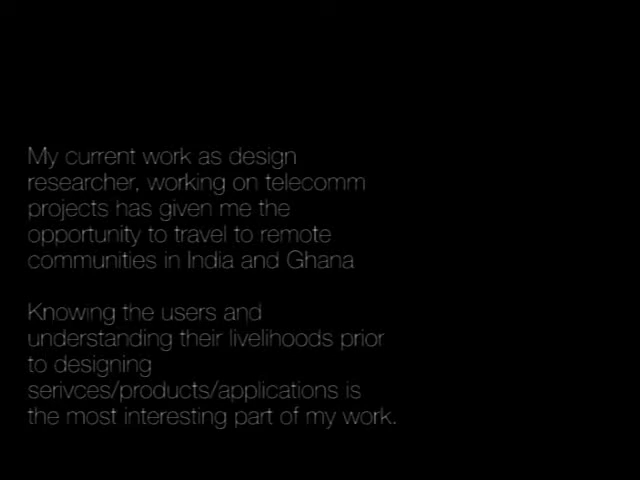 My current work as design
researcher, working on telecomm
projects has given me the
opportunity to travel to remote
communities in India and Ghana
Knowing the users and
understanding their livelihoods prior
to designing
serivces/products/applications is
the most interesting part of my work.